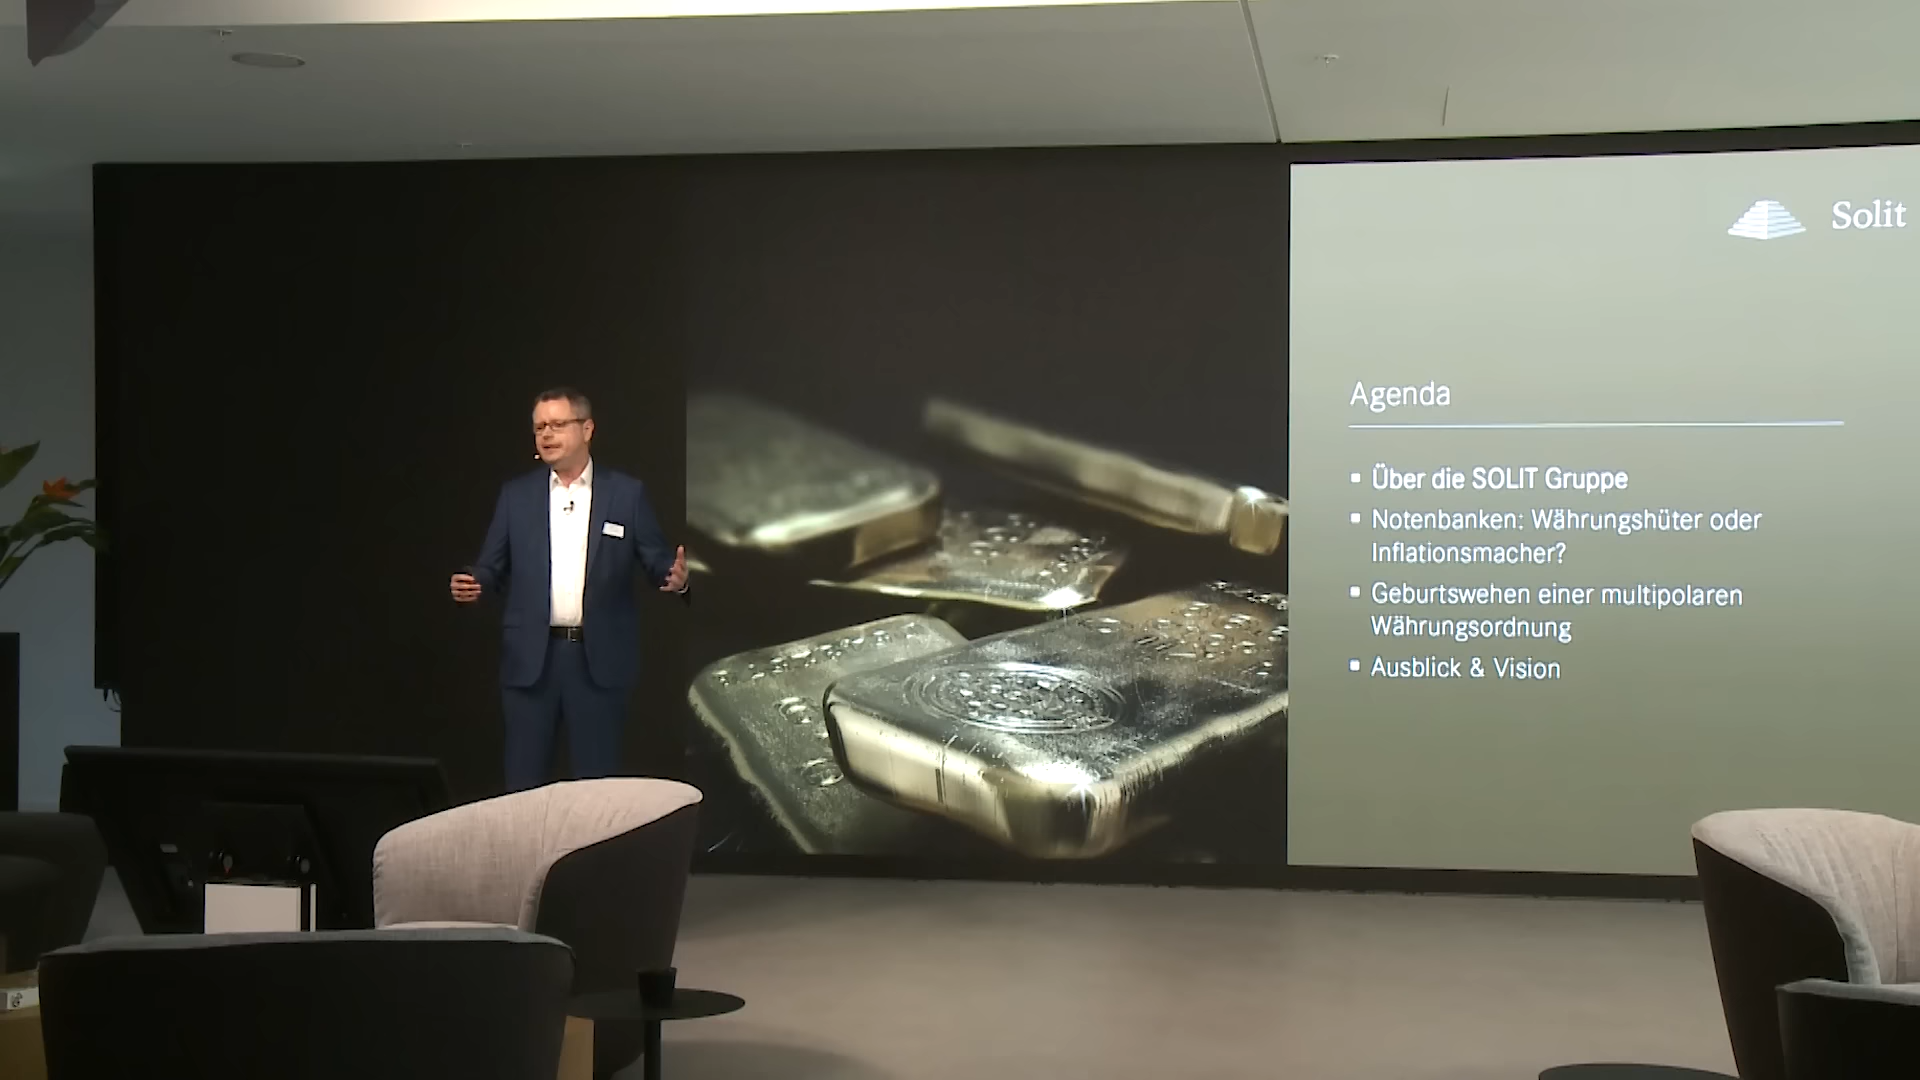 Solit
Agenda
▪ Über die SOLIT Gruppe
▪ Notenbanken: Währungshüter oder
Inflationsmacher?
▪ Geburtswehen einer multipolaren
Währungsordnung
▪ Ausblick & Vision